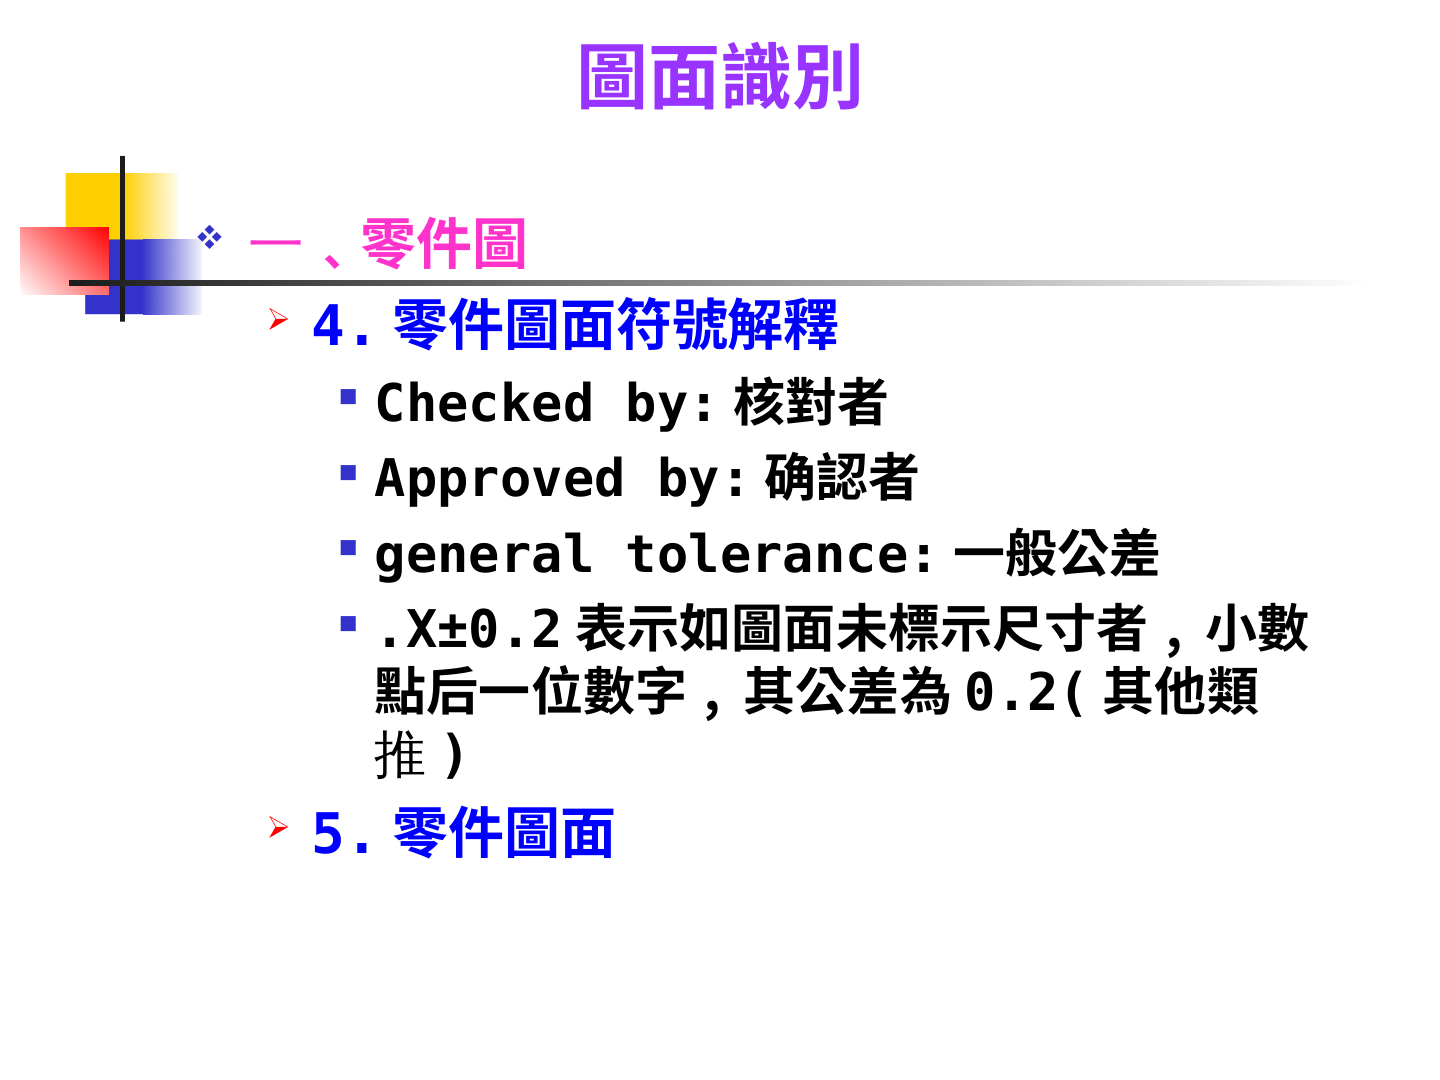 圖面識別
一﹑零件圖
4.零件圖面符號解釋
Checked by:核對者
Approved by:确認者
general tolerance:一般公差
.X±0.2表示如圖面未標示尺寸者﹐小數
點后一位數字﹐其公差為0.2(其他類
推)
5.零件圖面